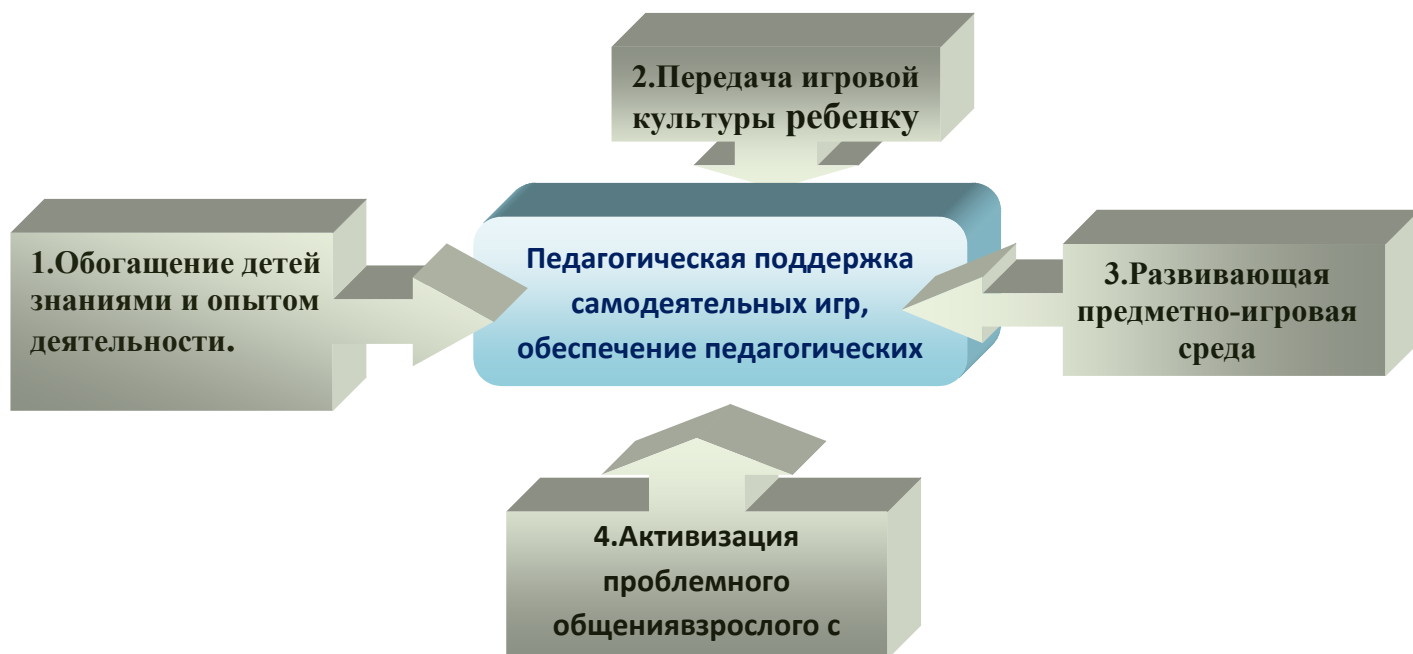 2.Передача игровой
культуры ребенку
1.Обогащение детей
знаниями и опытом
деятельности.
Педагогическая поддержка
самодеятельных игр,
обеспечение педагогических
3.Развивающая
предметно-игровая
среда
4.Активизация
проблемного
общениявзрослого с